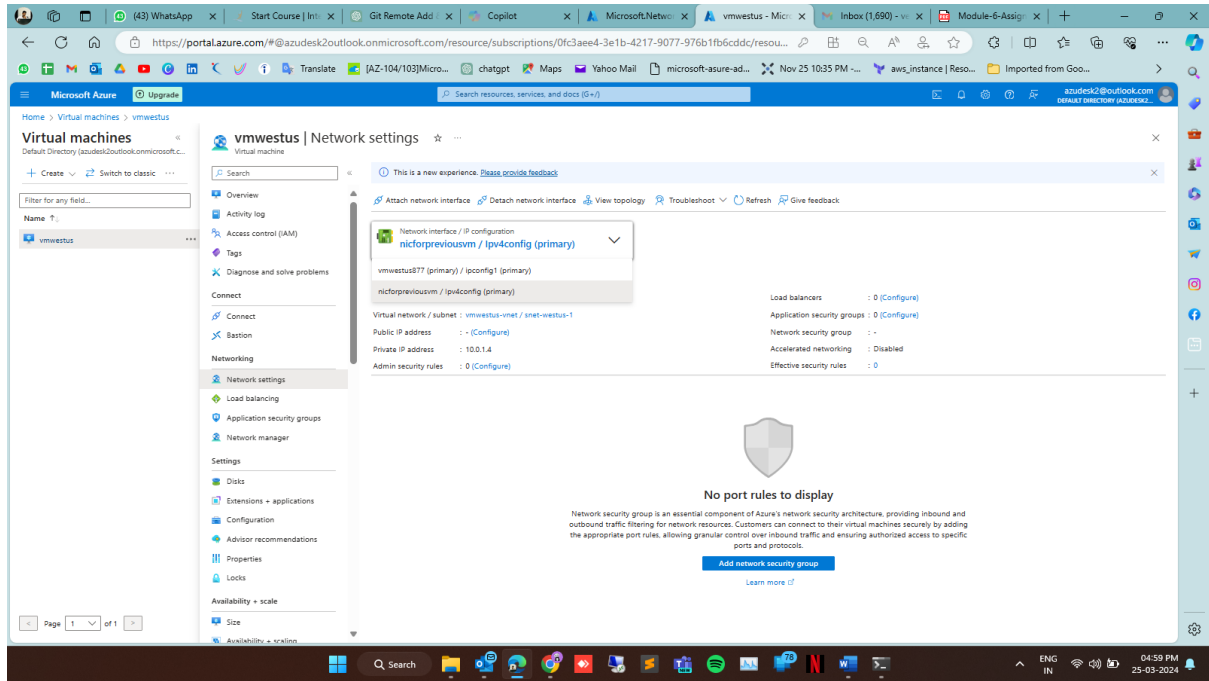 (43) WhatsApp
Start Course | Int
Git Remote Add
Copilot
Microsoft.Networ
vmwestus - Micr
Inbox (1,690) - ve
Module-6-Assign
https://portal.azure.com/#@azudesk2outlook.onmicrosoft.com/resource/subscriptions/0fc3aee4-3e1b-4217-9077-976b1fb6cddc/resou...
Translate
[AZ-104/103]Micro...
chatgpt
Maps
Yahoo Mail
microsoft-asure-ad...
Nov 25 10:35 PM -...
aws_instance | Reso...
Imported from Goo...
Microsoft Azure
Upgrade
Search resources, services, and docs (G+/)
azudesk2@outlook.com
DEFAULT DIRECTORY (AZUDESK2...
Home > Virtual machines > vmwestus
Virtual machines
Default Directory (azudesk2outlook.onmicrosoft.c...
Create
Switch to classic
Filter for any field...
Name ↑
vmwestus
Page 1 of 1
vmwestus | Network settings
Virtual machine
Search
Overview
Activity log
Access control (IAM)
Tags
Diagnose and solve problems
Connect
Connect
Bastion
Networking
Network settings
Load balancing
Application security groups
Network manager
Settings
Disks
Extensions + applications
Configuration
Advisor recommendations
Properties
Locks
Availability + scale
Size
Availability + scaling
This is a new experience. Please provide feedback
Attach network interface
Detach network interface
View topology
Troubleshoot
Refresh
Give feedback
Network interface / IP configuration
nicforpreviousvm / Ipv4config (primary)
vmwestus877 (primary) / ipconfig1 (primary)
nicforpreviousvm / Ipv4config (primary)
Virtual network / subnet : vmwestus-vnet / snet-westus-1
Public IP address : - (Configure)
Private IP address : 10.0.1.4
Admin security rules : 0 (Configure)
Load balancers : 0 (Configure)
Application security groups : 0 (Configure)
Network security group : -
Accelerated networking : Disabled
Effective security rules : 0
No port rules to display
Network security group is an essential component of Azure's network security architecture, providing inbound and
outbound traffic filtering for network resources. Customers can connect to their virtual machines securely by adding
the appropriate port rules, allowing granular control over inbound traffic and ensuring authorized access to specific
ports and protocols.
Add network security group
Learn more
Search
78
ENG
IN
04:59 PM
25-03-2024